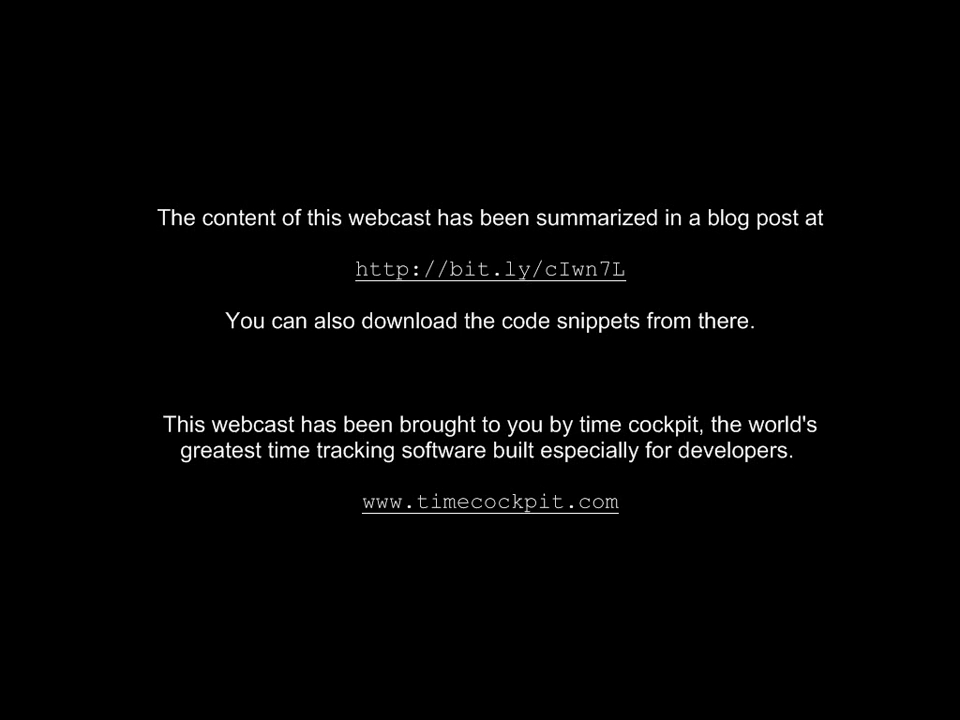 The content of this webcast has been summarized in a blog post at
http://bit.ly/cIwn7L
You can also download the code snippets from there.
This webcast has been brought to you by time cockpit, the world's
greatest time tracking software built especially for developers.
www.timecockpit.com